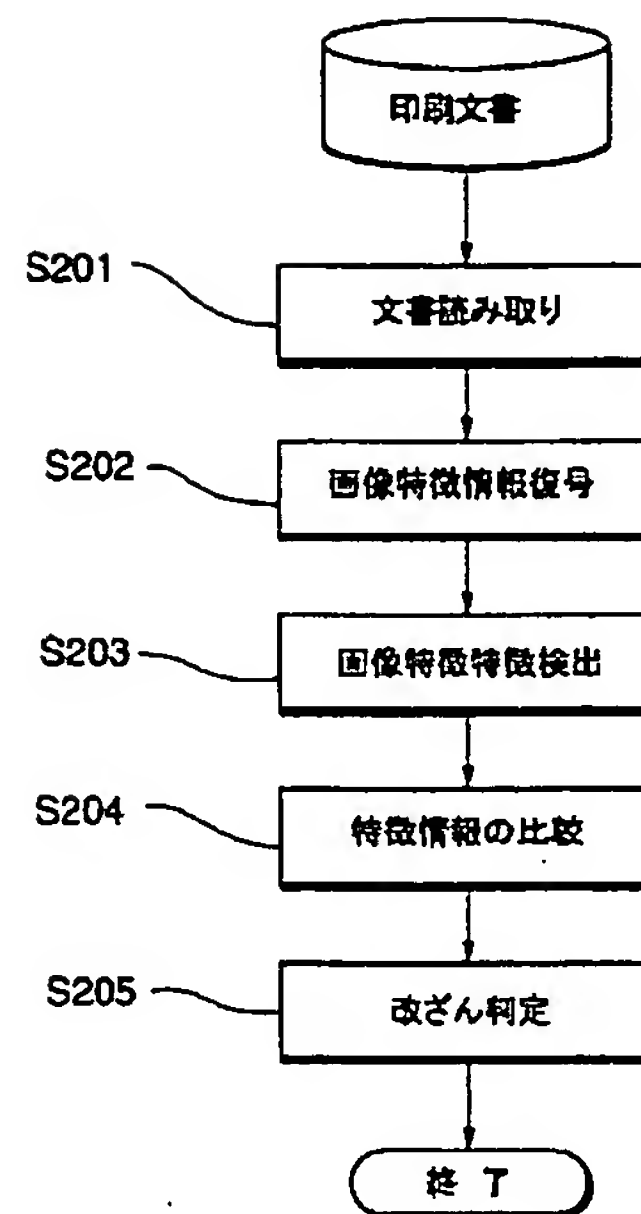 印刷文書
S201
文書読み取り
S202
画像特徴情報復号
S203
画像特徴特徴検出
S204
特徴情報の比較
S205
改ざん判定
終了